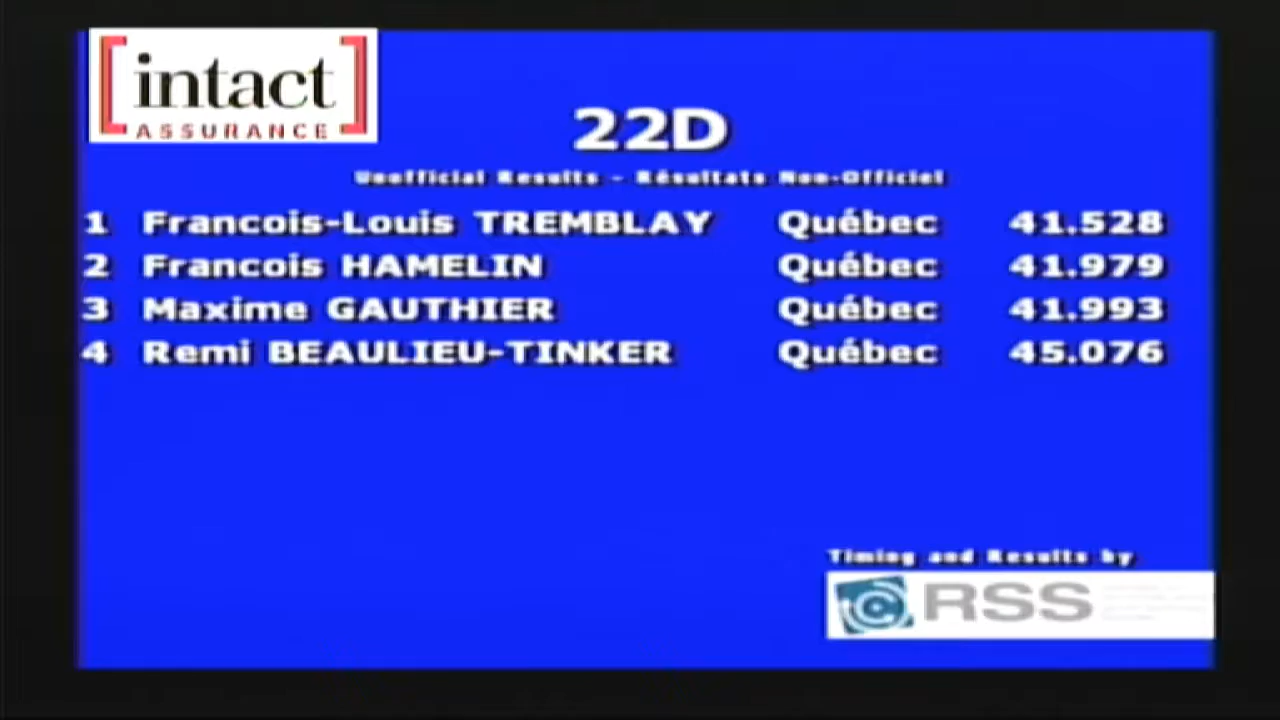 intact
ASSURANCE
22D
Unofficial Results - Résultats Non-Officiel
1 Francois-Louis TREMBLAY Québec 41.528
2 Francois HAMELIN Québec 41.979
3 Maxime GAUTHIER Québec 41.993
4 Remi BEAULIEU-TINKER Québec 45.076
Timing and Results by
RSS